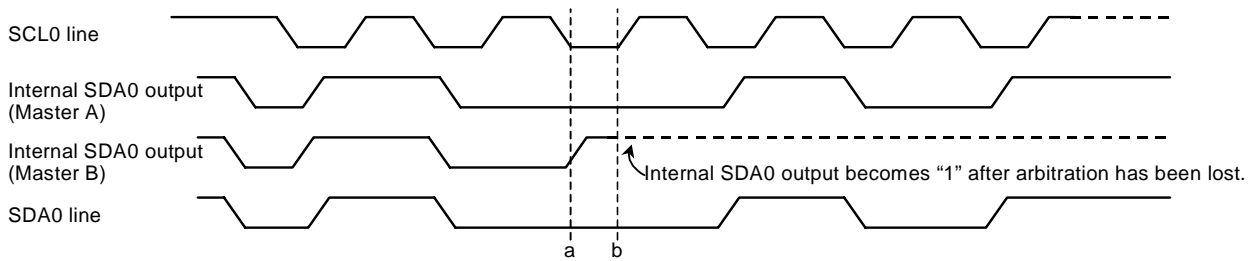 SCL0 line
Internal SDA0 output
(Master A)
Internal SDA0 output
(Master B)
Internal SDA0 output becomes “1” after arbitration has been lost.
SDA0 line
a b